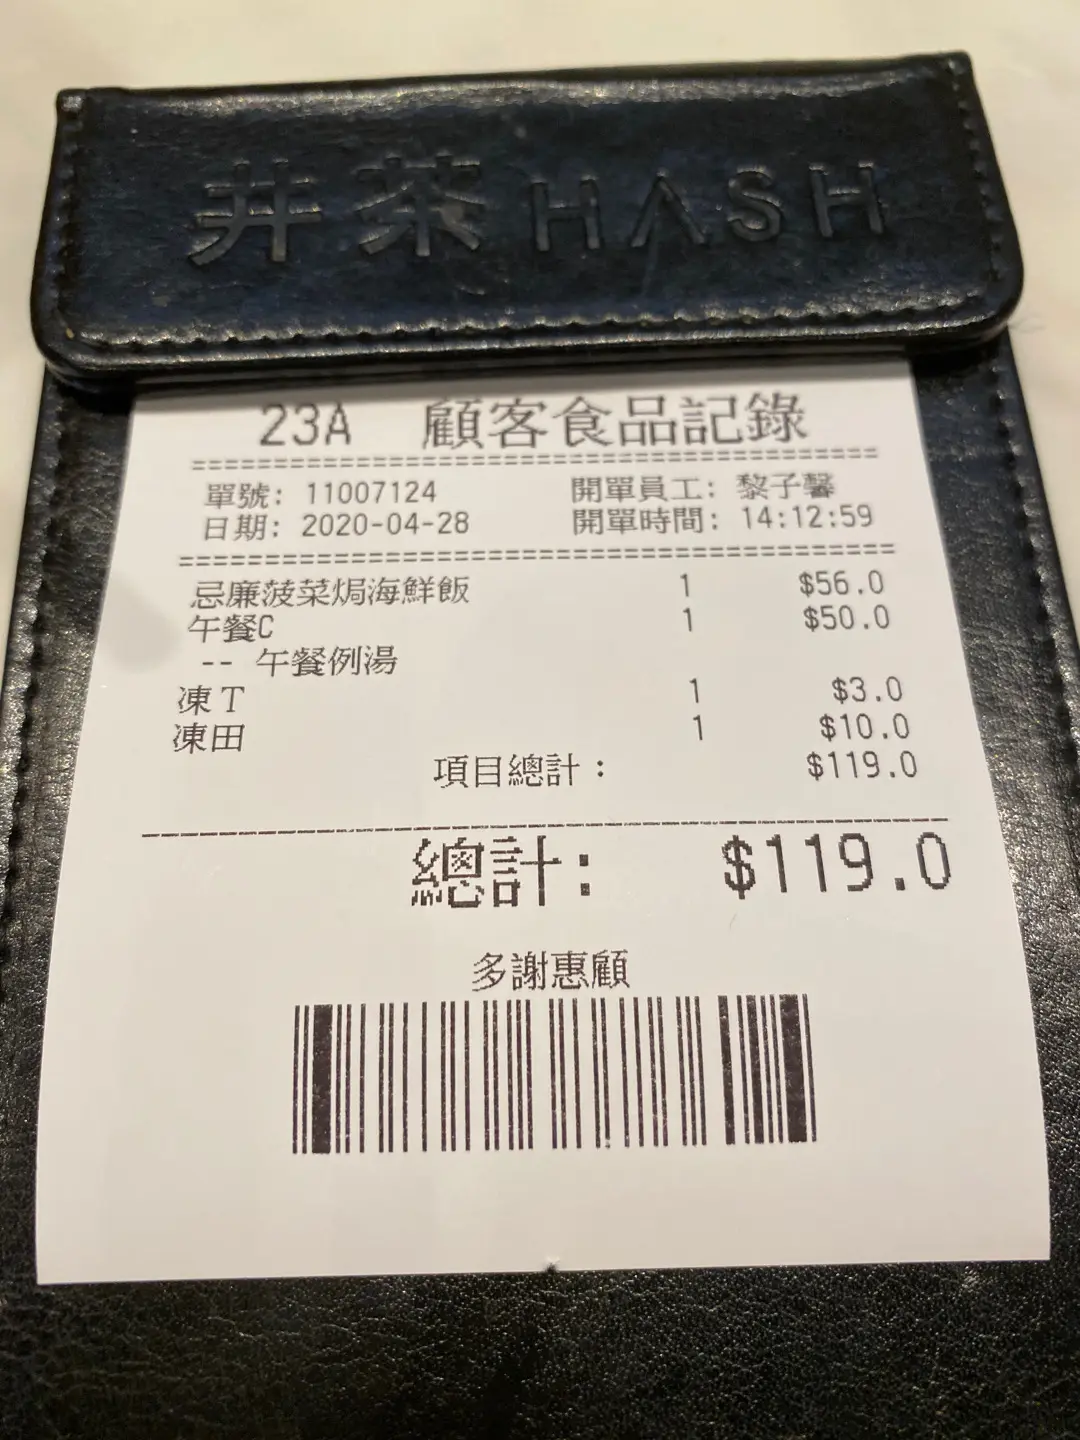 井茶 HASH
23A 顧客食品記錄
單號: 11007124 開單員工: 黎子馨
日期: 2020-04-28 開單時間: 14:12:59
忌廉菠菜焗海鮮飯 1 $56.0
午餐C 1 $50.0
-- 午餐例湯
凍T 1 $3.0
凍田 1 $10.0
項目總計： $119.0
總計: $119.0
多謝惠顧